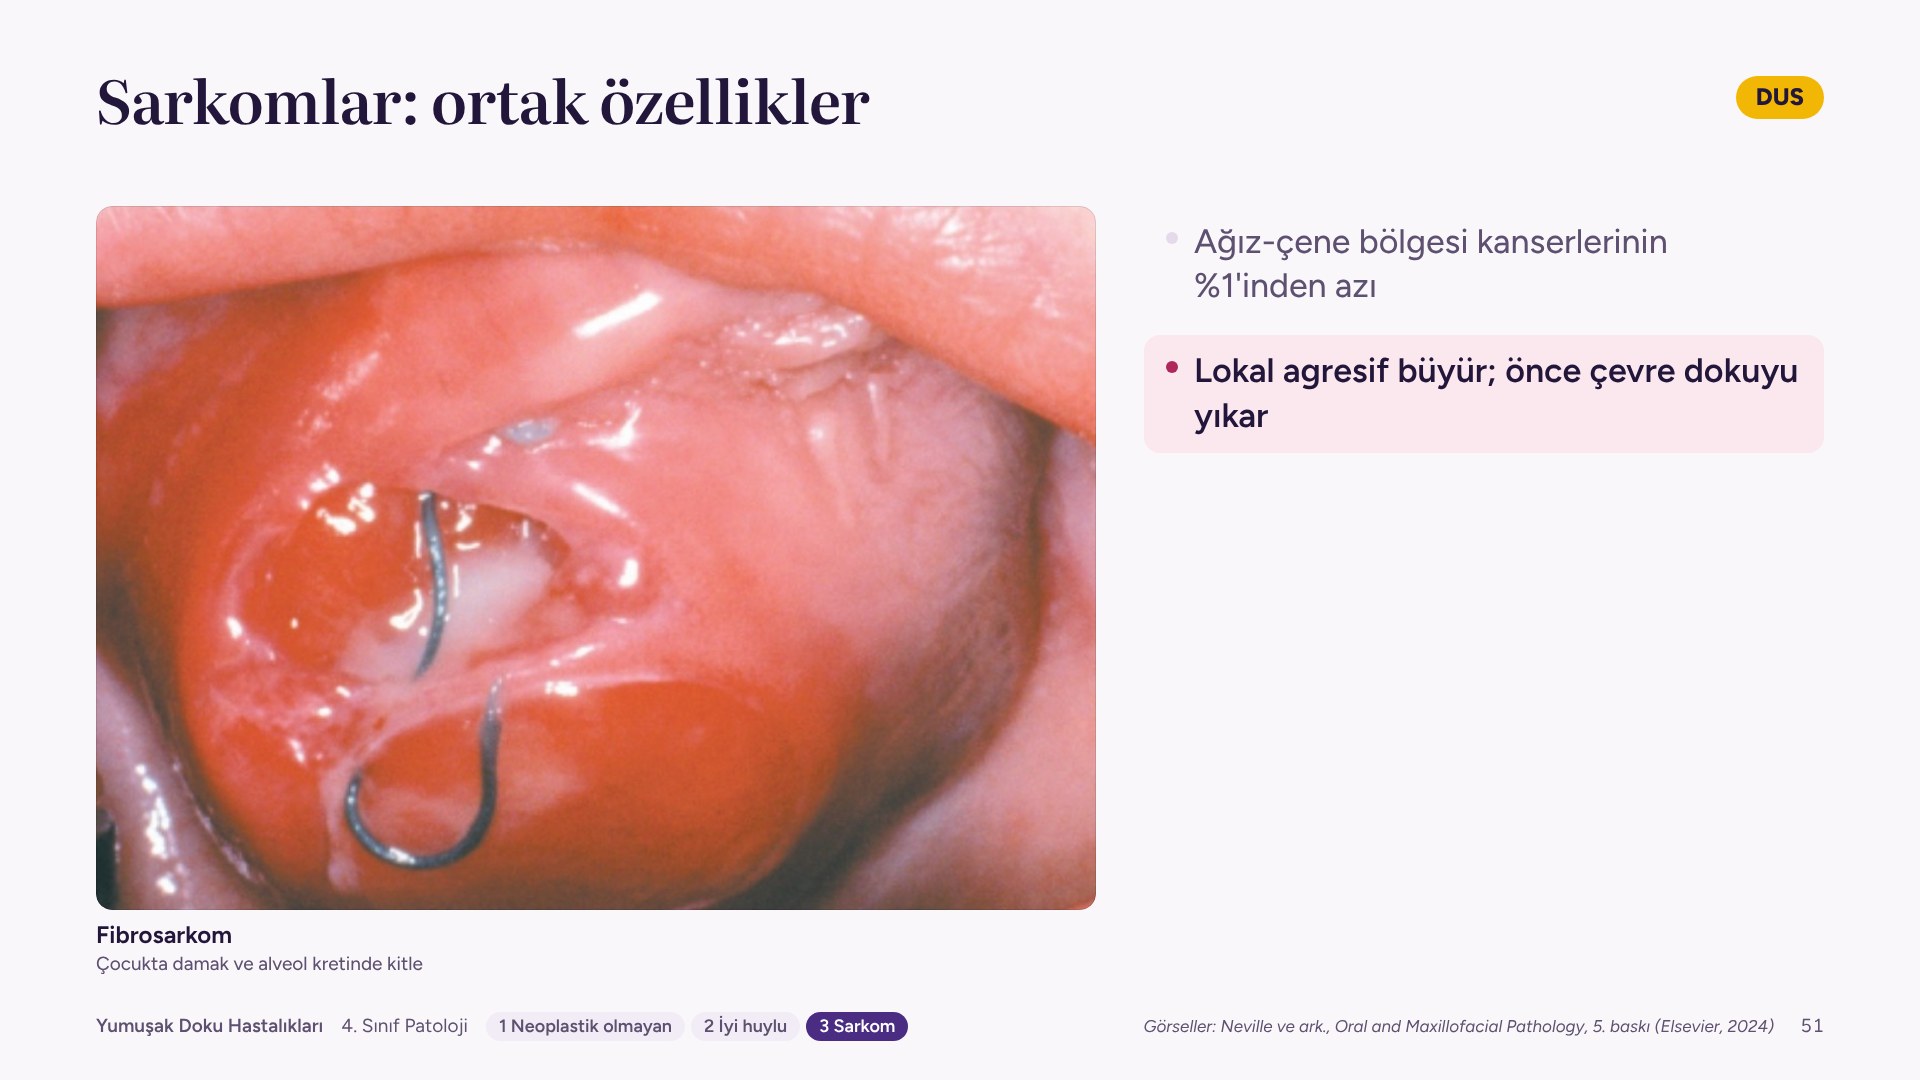 Sarkomlar: ortak özellikler
DUS
Ağız-çene bölgesi kanserlerinin
%1'inden azı
Lokal agresif büyür; önce çevre dokuyu
yıkar
Fibrosarkom
Çocukta damak ve alveol kretinde kitle
Yumuşak Doku Hastalıkları 4. Sınıf Patoloji 1 Neoplastik olmayan 2 İyi huylu 3 Sarkom
Görseller: Neville ve ark., Oral and Maxillofacial Pathology, 5. baskı (Elsevier, 2024) 51